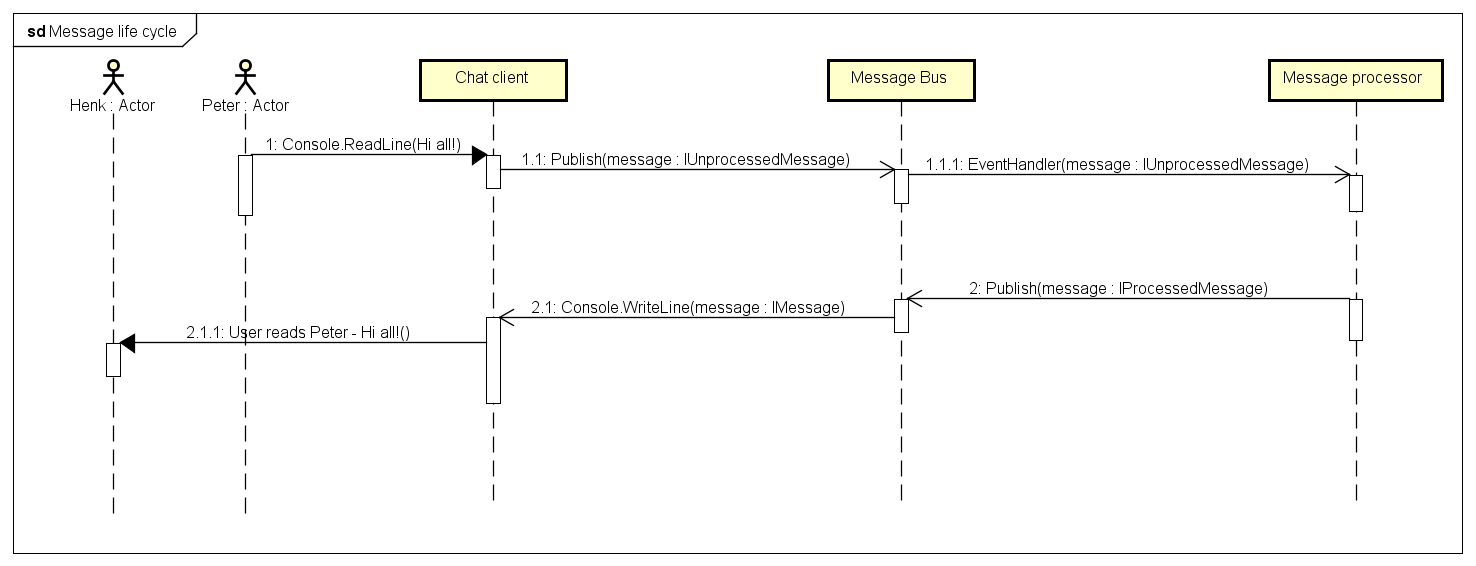 sd Message life cycle
Henk : Actor
Peter : Actor
Chat client
Message Bus
Message processor
1: Console.ReadLine(Hi all!)
1.1: Publish(message : IUnprocessedMessage)
1.1.1: EventHandler(message : IUnprocessedMessage)
2: Publish(message : IProcessedMessage)
2.1: Console.WriteLine(message : IMessage)
2.1.1: User reads Peter - Hi all!()